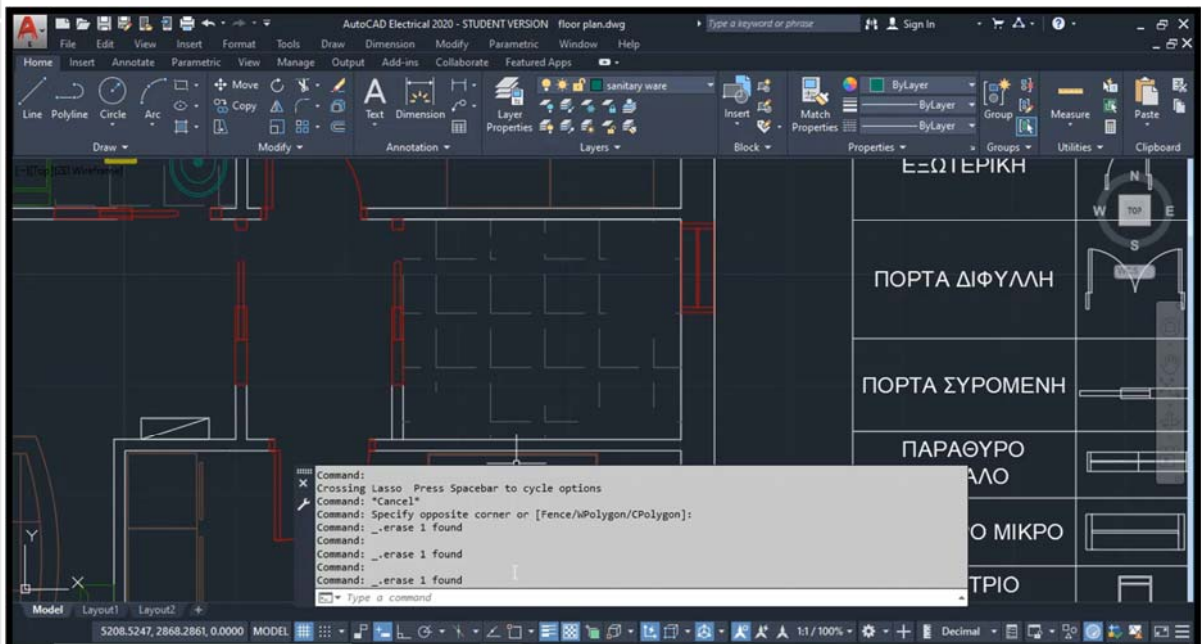 AutoCAD Electrical 2020 - STUDENT VERSION floor plan.dwg
Type a keyword or phrase
Sign In
File Edit View Insert Format Tools Draw Dimension Modify Parametric Window Help
Home Insert Annotate Parametric View Manage Output Add-ins Collaborate Featured Apps
Line Polyline Circle Arc
Move
Copy
Text Dimension
Layer
Properties
sanitary ware
Insert
Match
Properties
ByLayer
ByLayer
ByLayer
Group
Measure
Paste
Draw Modify Annotation Layers Block Properties Groups Utilities Clipboard
[−][Top][2D Wireframe]
ΕΞΩΤΕΡΙΚΗ
N
W TOP E
S
ΠΟΡΤΑ ΔΙΦΥΛΛΗ
ΠΟΡΤΑ ΣΥΡΟΜΕΝΗ
ΠΑΡΑΘΥΡΟ
ΑΛΟ
Ο ΜΙΚΡΟ
ΤΡΙΟ
Command:
Crossing Lasso Press Spacebar to cycle options
Command: *Cancel*
Command: Specify opposite corner or [Fence/WPolygon/CPolygon]:
Command: _.erase 1 found
Command:
Command: _.erase 1 found
Command:
Command: _.erase 1 found
Type a command
Y
X
Model Layout1 Layout2 +
5208.5247, 2868.2861, 0.0000 MODEL 1:1 / 100% Decimal